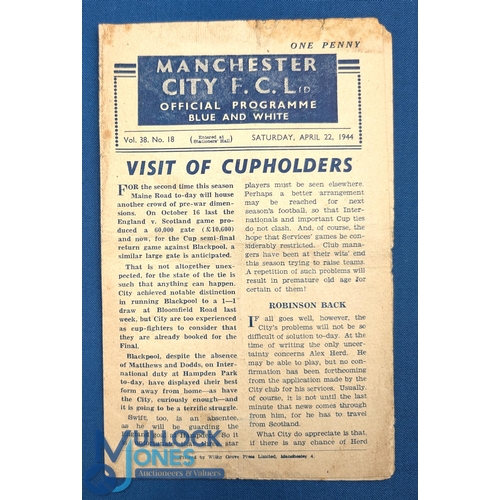 ONE PENNY
MANCHESTER
CITY F. C. LTD
OFFICIAL PROGRAMME
BLUE AND WHITE
Vol. 38. No. 18
( Entered at
Stationers' Hall )
SATURDAY, APRIL 22, 1944
VISIT OF CUPHOLDERS
FOR the second time this season
Maine Road to-day will house
another crowd of pre-war dimen-
sions. On October 16 last the
England v. Scotland game pro-
duced a 60,000 gate (£10,600)
and now, for the Cup semi-final
return game against Blackpool, a
similar large gate is anticipated.
That is not altogether unex-
pected, for the state of the tie is
such that anything can happen.
City achieved notable distinction
in running Blackpool to a 1—1
draw at Bloomfield Road last
week, but City are too experienced
as cup-fighters to consider that
they are already booked for the
Final.
Blackpool, despite the absence
of Matthews and Dodds, on Inter-
national duty at Hampden Park
to-day, have displayed their best
form away from home—as have
the City, curiously enough—and
it is going to be a terrific struggle.
Swift, too, is an absentee,
as he will be guarding the
So it
star
players must be seen elsewhere.
Perhaps a better arrangement
may be reached for next
season's football, so that Inter-
nationals and important Cup ties
do not clash. And, of course, the
hope that Services' games be con-
siderably restricted. Club mana-
gers have been at their wits' end
this season trying to raise teams.
A repetition of such problems will
result in premature old age for
certain of them!
ROBINSON BACK
IF all goes well, however, the
City's problems will not be so
difficult of solution to-day. At the
time of writing the only uncer-
tainty concerns Alex Herd. He
may be able to play, but no con-
firmation has been forthcoming
from the application made by the
City club for his services. Usually,
of course, it is not until the last
minute that news comes through
from him, for he has to travel
from Scotland.
What City do appreciate is that,
if there is any chance of Herd
by Wilky Grove Press Limited, Manchester 4.
MULLOCK
JONES
Auctioneers & Valuers